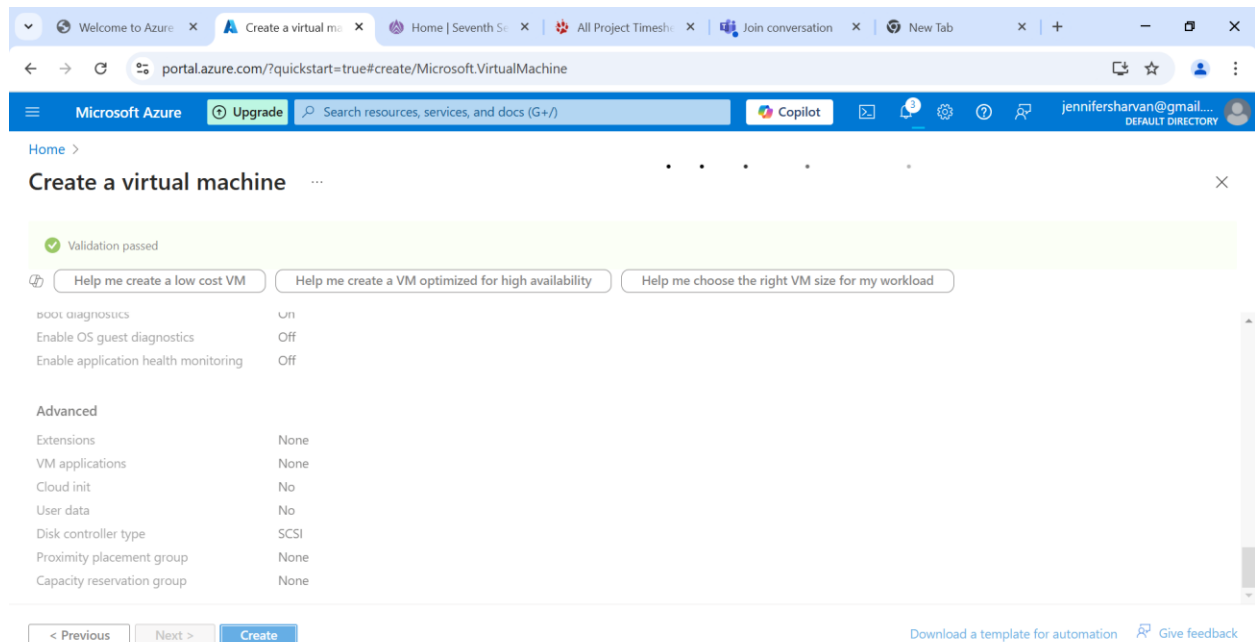 Welcome to Azure
Create a virtual ma
Home | Seventh Se
All Project Timeshe
Join conversation
New Tab
portal.azure.com/?quickstart=true#create/Microsoft.VirtualMachine
Microsoft Azure
Upgrade
Search resources, services, and docs (G+/)
Copilot
3
jennifersharvan@gmail....
DEFAULT DIRECTORY
Home >
Create a virtual machine ...
Validation passed
Help me create a low cost VM
Help me create a VM optimized for high availability
Help me choose the right VM size for my workload
Boot diagnostics On
Enable OS guest diagnostics Off
Enable application health monitoring Off
Advanced
Extensions None
VM applications None
Cloud init No
User data No
Disk controller type SCSI
Proximity placement group None
Capacity reservation group None
< Previous
Next >
Create
Download a template for automation
Give feedback